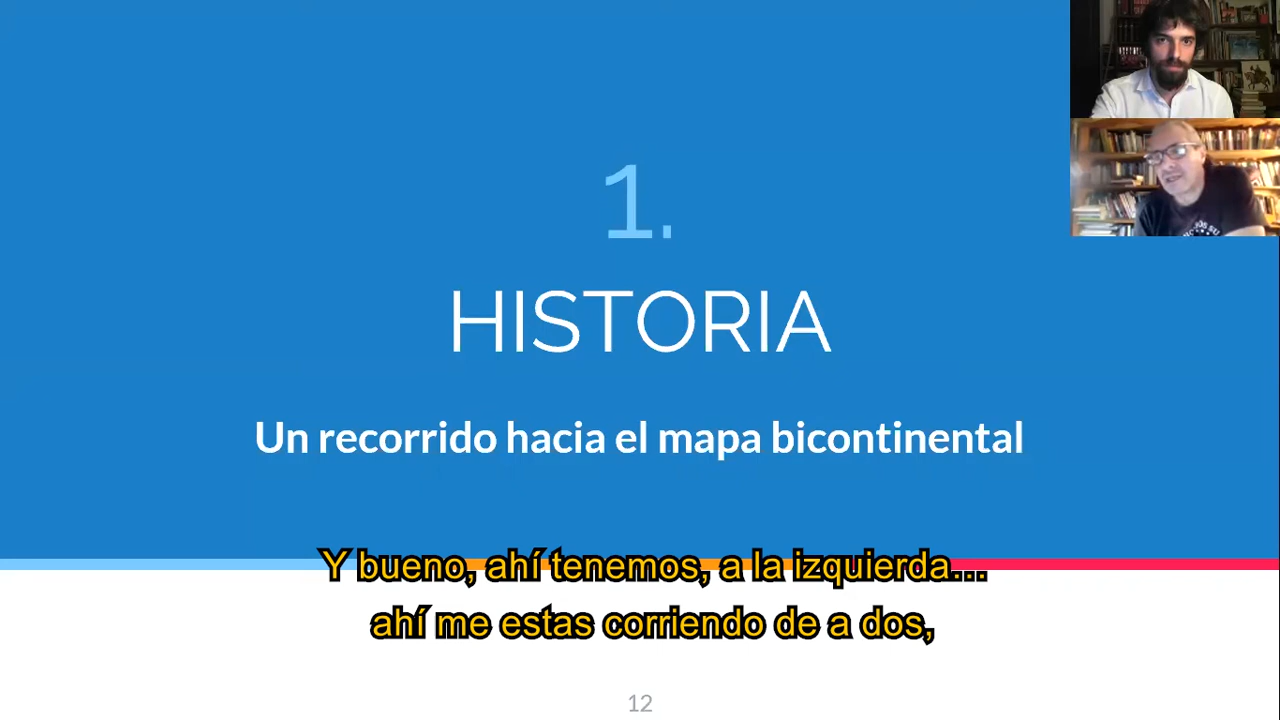 1.
HISTORIA
Un recorrido hacia el mapa bicontinental
Y bueno, ahí tenemos, a la izquierda...
ahí me estas corriendo de a dos,
12